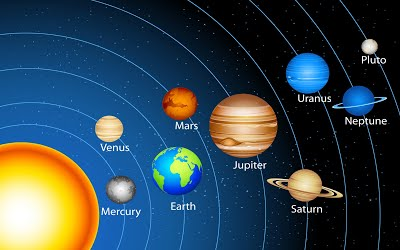 Pluto
Uranus
Neptune
Mars
Venus
Jupiter
Earth
Mercury
Saturn